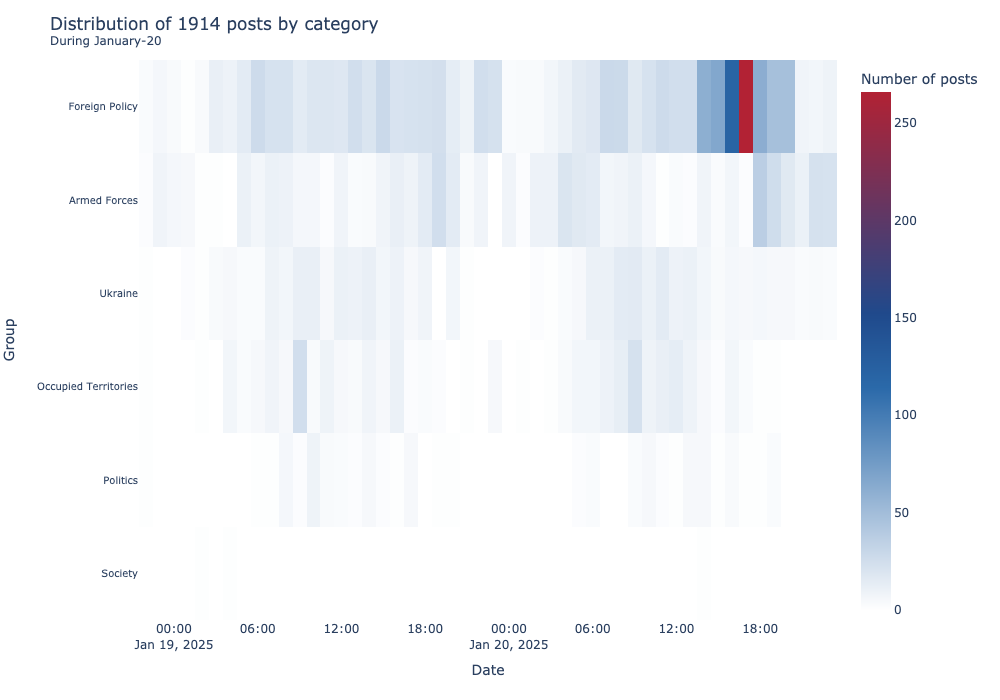 Distribution of 1914 posts by category
During January-20
Number of posts
Group
Foreign Policy
Armed Forces
Ukraine
Occupied Territories
Politics
Society
250
200
150
100
50
0
00:00
Jan 19, 2025
06:00
12:00
18:00
00:00
Jan 20, 2025
06:00
12:00
18:00
Date